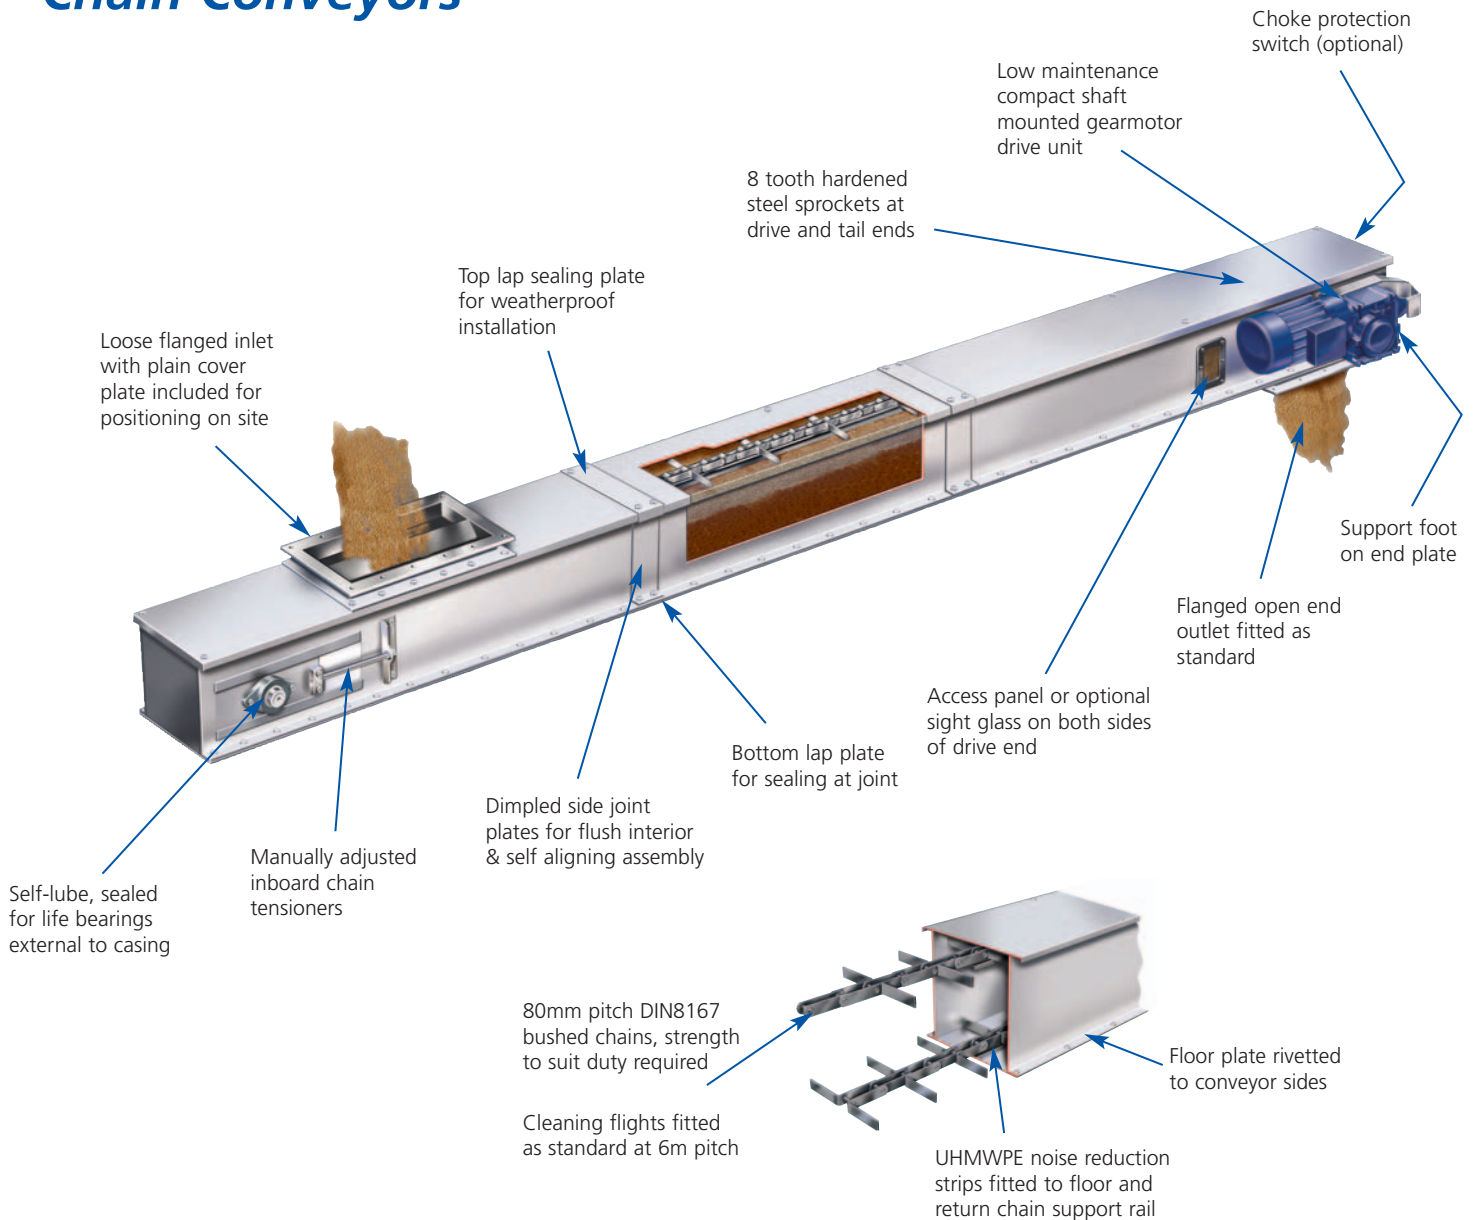 Chain Conveyors
Choke protection
switch (optional)
Low maintenance
compact shaft
mounted gearmotor
drive unit
8 tooth hardened
steel sprockets at
drive and tail ends
Top lap sealing plate
for weatherproof
installation
Loose flanged inlet
with plain cover
plate included for
positioning on site
Support foot
on end plate
Flanged open end
outlet fitted as
standard
Access panel or optional
sight glass on both sides
of drive end
Bottom lap plate
for sealing at joint
Dimpled side joint
plates for flush interior
& self aligning assembly
Manually adjusted
inboard chain
tensioners
Self-lube, sealed
for life bearings
external to casing
80mm pitch DIN8167
bushed chains, strength
to suit duty required
Cleaning flights fitted
as standard at 6m pitch
Floor plate rivetted
to conveyor sides
UHMWPE noise reduction
strips fitted to floor and
return chain support rail